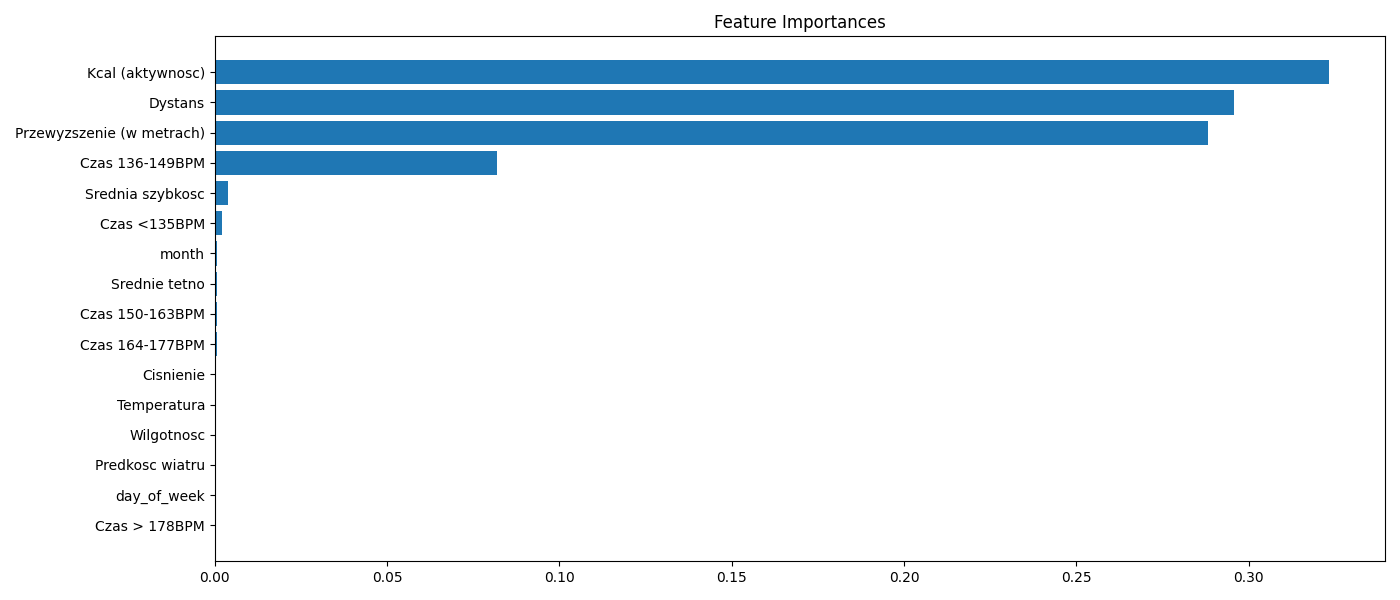 Feature Importances
Kcal (aktywnosc)
Dystans
Przewyzszenie (w metrach)
Czas 136-149BPM
Srednia szybkosc
Czas <135BPM
month
Srednie tetno
Czas 150-163BPM
Czas 164-177BPM
Cisnienie
Temperatura
Wilgotnosc
Predkosc wiatru
day_of_week
Czas > 178BPM
0.00 0.05 0.10 0.15 0.20 0.25 0.30